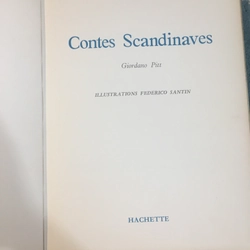 Contes Scandinaves
Giordano Pitt
ILLUSTRATIONS FEDERICO SANTIN
HACHETTE